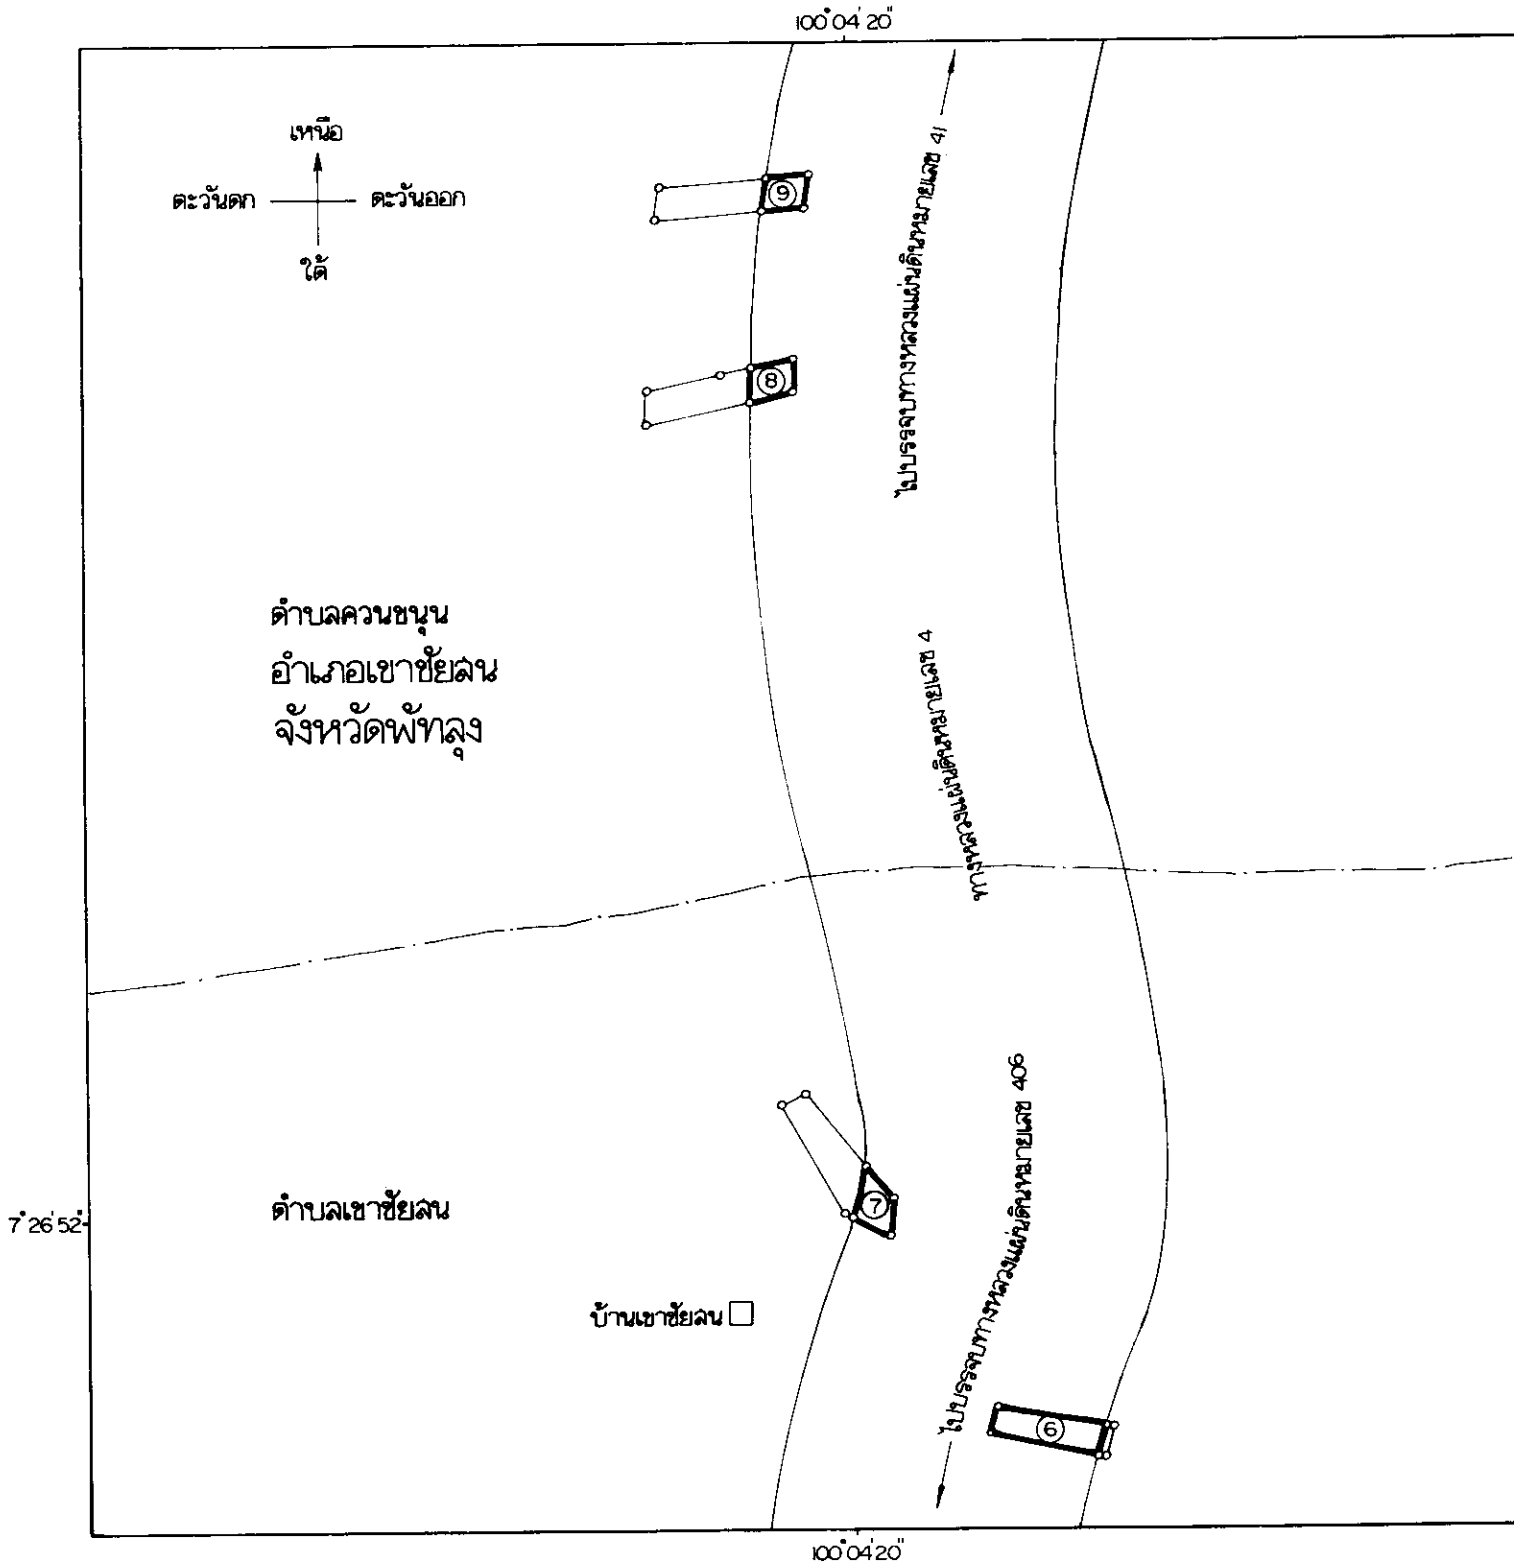 100°04'20"
เหนือ
ตะวันตก
ตะวันออก
ใต้
9
ไปบรรจบทางหลวงแผ่นดินหมายเลข 41
8
ตำบลควนขนุน
อำเภอเขาชัยสน
จังหวัดพัทลุง
ทางหลวงแผ่นดินหมายเลข 4
ไปบรรจบทางหลวงแผ่นดินหมายเลข 406
7
ตำบลเขาชัยสน
7°26'52"
บ้านเขาชัยสน
6
100°04'20"